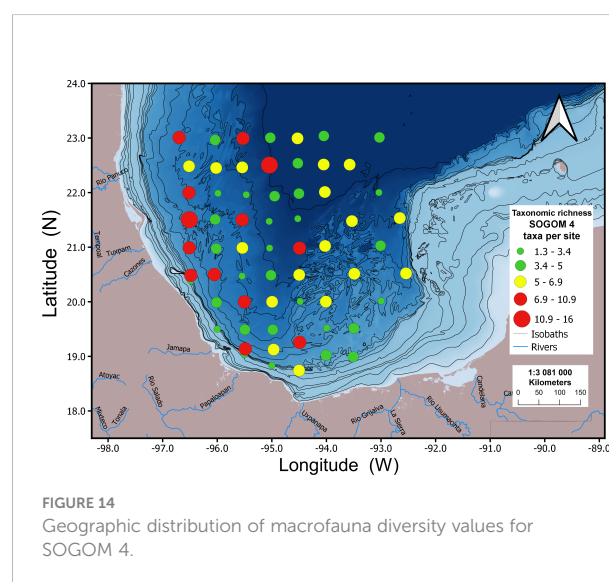 24.0
23.0
22.0
21.0
20.0
19.0
18.0
Latitude (N)
-98.0 -97.0 -96.0 -95.0 -94.0 -93.0 -92.0 -91.0 -90.0 -89.0
Longitude (W)
Rio Panuco
Tempoal
Tuxpam
Cazones
Jamapa
Atoyac
Rio Salado
Papaloapan
Mixteco
Tonala
Uspanapa
Rio Grijalva
La Sierra
Rio Usumacinta
Candelaria
Taxonomic richness
SOGOM 4
taxa per site
1.3 - 3.4
3.4 - 5
5 - 6.9
6.9 - 10.9
10.9 - 16
Isobaths
Rivers
1:3 081 000
Kilometers
0 50 100 150
FIGURE 14
Geographic distribution of macrofauna diversity values for
SOGOM 4.